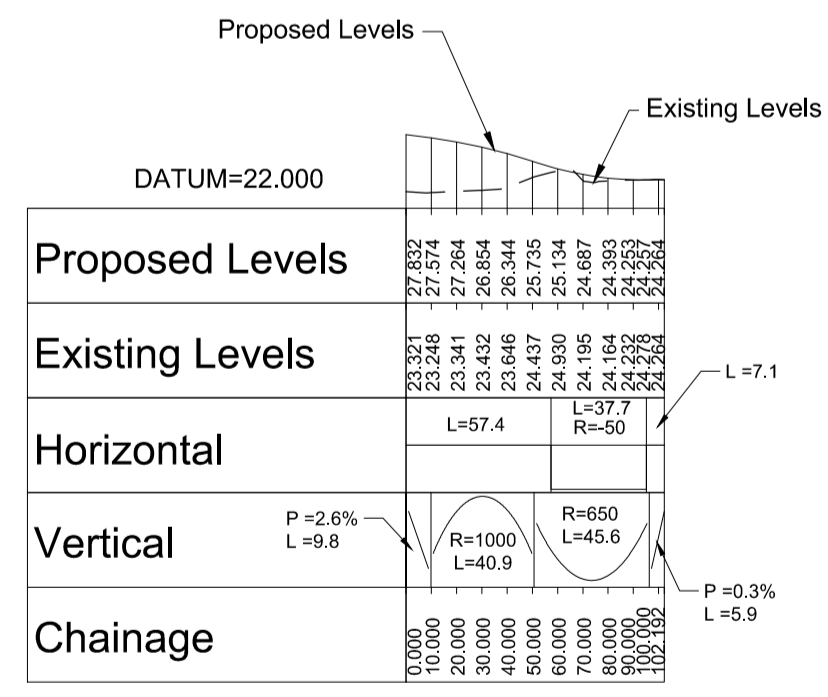 Proposed Levels
Existing Levels
DATUM=22.000
Proposed Levels
27.832
27.574
27.264
26.854
26.344
25.735
25.134
24.687
24.393
24.253
24.257
24.264
Existing Levels
23.321
23.248
23.341
23.432
23.646
24.437
24.930
24.195
24.164
24.232
24.278
24.264
L =7.1
Horizontal
L=57.4
L=37.7
R=-50
Vertical
P =2.6%
L =9.8
R=1000
L=40.9
R=650
L=45.6
P =0.3%
L =5.9
Chainage
0.000
10.000
20.000
30.000
40.000
50.000
60.000
70.000
80.000
90.000
100.000
102.192